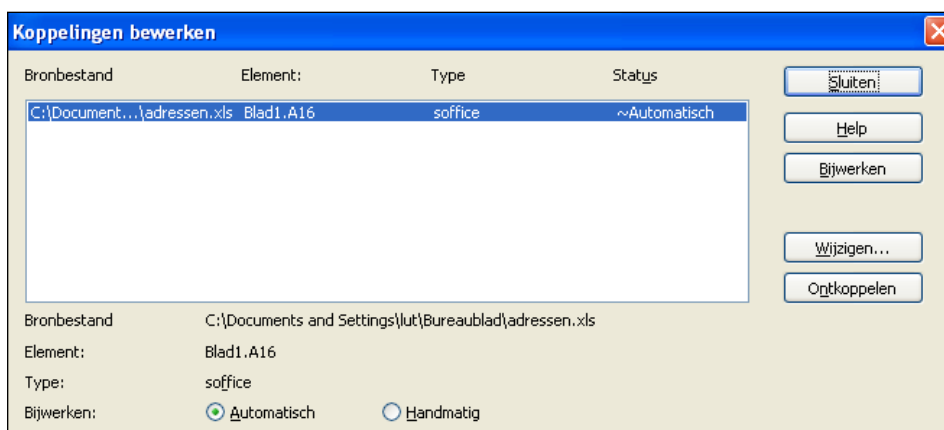 Koppelingen bewerken
Bronbestand Element: Type Status
Sluiten
C:\Document...\adressen.xls Blad1.A16 soffice ~Automatisch
Help
Bijwerken
Wijzigen...
Ontkoppelen
Bronbestand C:\Documents and Settings\lut\Bureaublad\adressen.xls
Element: Blad1.A16
Type: soffice
Bijwerken: Automatisch Handmatig